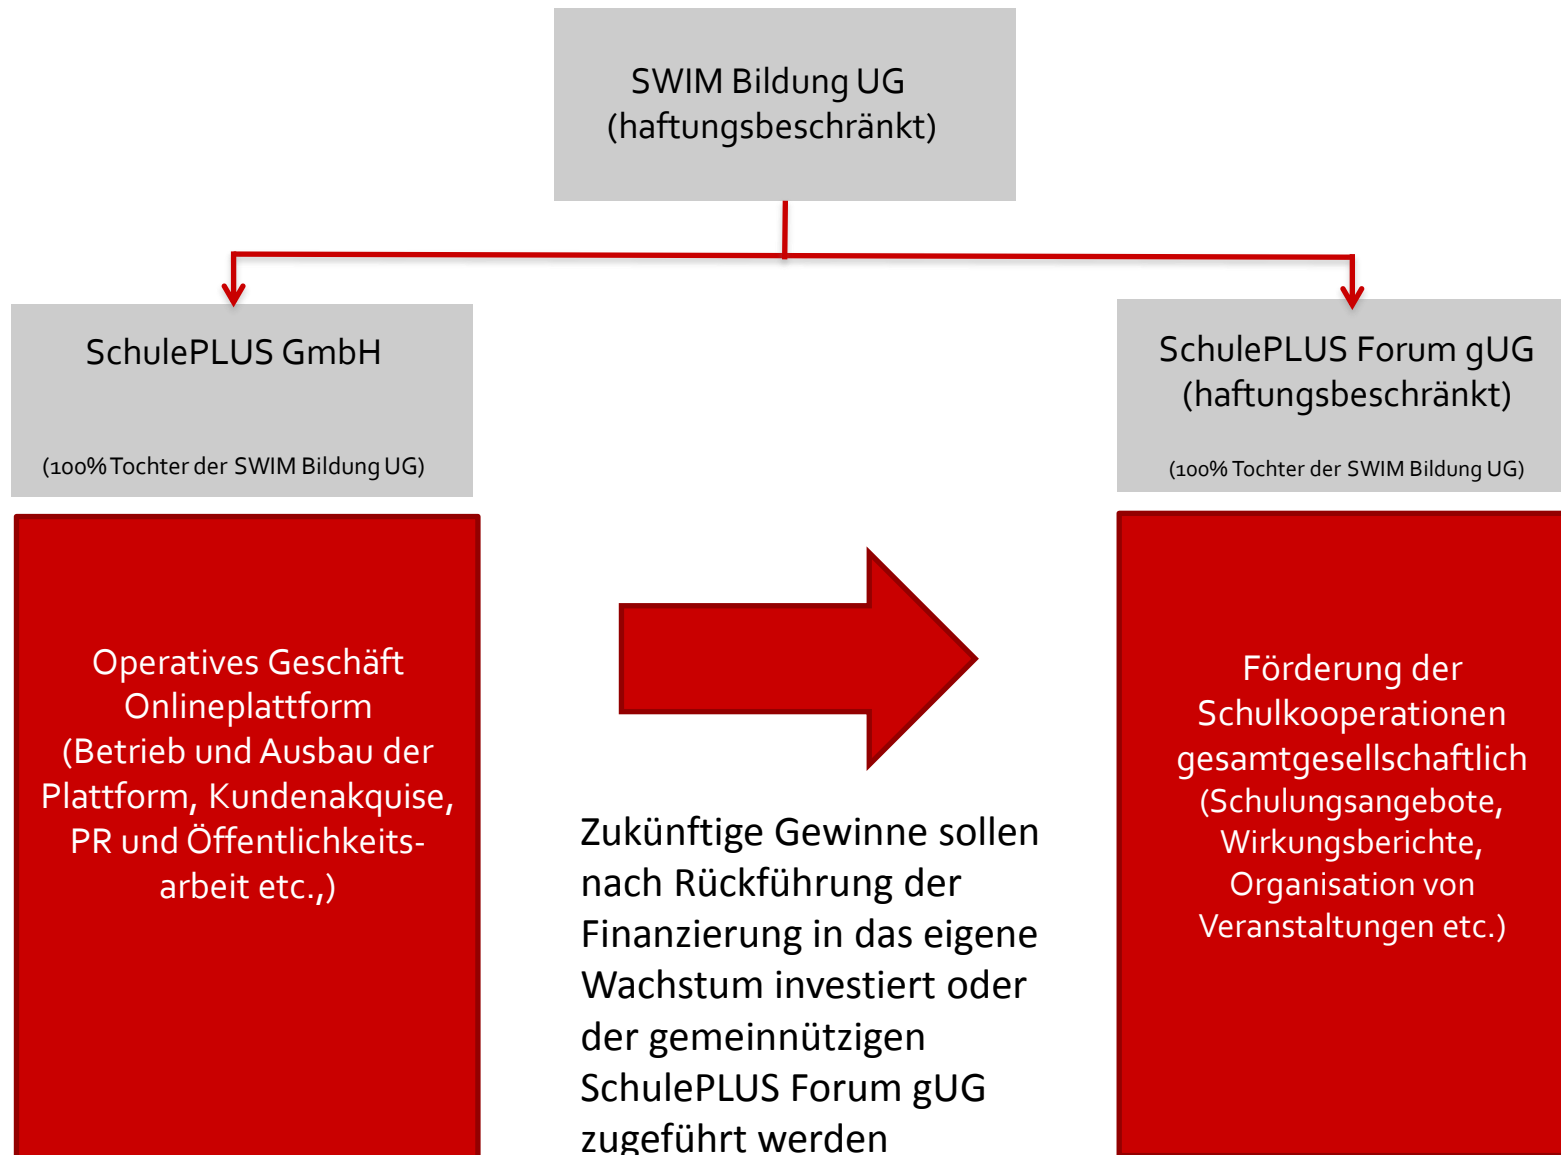 SWIM Bildung UG
(haftungsbeschränkt)
SchulePLUS GmbH
(100% Tochter der SWIM Bildung UG)
SchulePLUS Forum gUG
(haftungsbeschränkt)
(100% Tochter der SWIM Bildung UG)
Operatives Geschäft
Onlineplattform
(Betrieb und Ausbau der
Plattform, Kundenakquise,
PR und Öffentlichkeits-
arbeit etc.,)
Zukünftige Gewinne sollen
nach Rückführung der
Finanzierung in das eigene
Wachstum investiert oder
der gemeinnützigen
SchulePLUS Forum gUG
zugeführt werden
Förderung der
Schulkooperationen
gesamtgesellschaftlich
(Schulungsangebote,
Wirkungsberichte,
Organisation von
Veranstaltungen etc.)